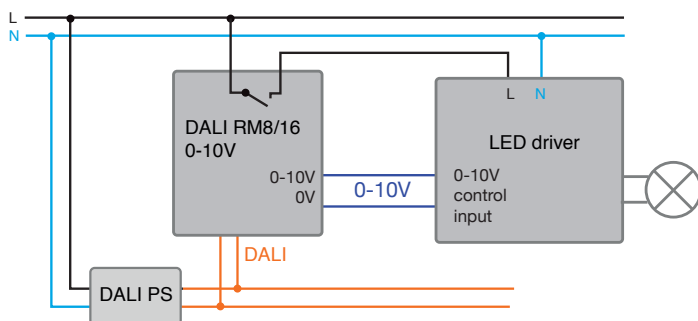 L
N
DALI RM8/16
0-10V
0-10V
0V
0-10V
L N
LED driver
0-10V
control
input
DALI
DALI PS